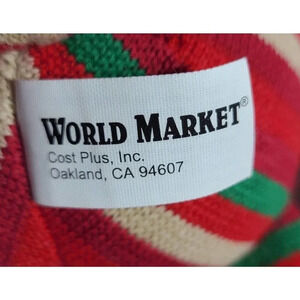 WORLD MARKET®
Cost Plus, Inc.
Oakland, CA 94607